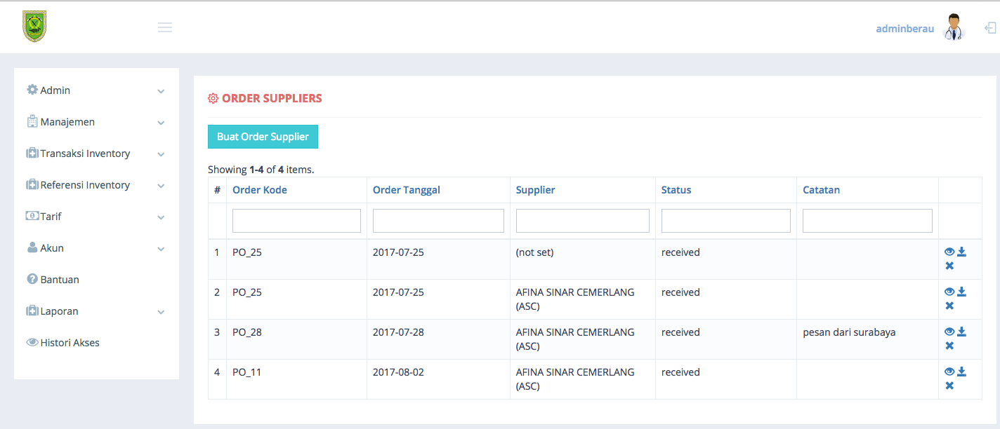 adminberau
Admin
Manajemen
Transaksi Inventory
Referensi Inventory
Tarif
Akun
Bantuan
Laporan
Histori Akses
ORDER SUPPLIERS
Buat Order Supplier
Showing 1-4 of 4 items.
# Order Kode Order Tanggal Supplier Status Catatan
1 PO_25 2017-07-25 (not set) received
2 PO_25 2017-07-25 AFINA SINAR CEMERLANG received
(ASC)
3 PO_28 2017-07-28 AFINA SINAR CEMERLANG received pesan dari surabaya
(ASC)
4 PO_11 2017-08-02 AFINA SINAR CEMERLANG received
(ASC)